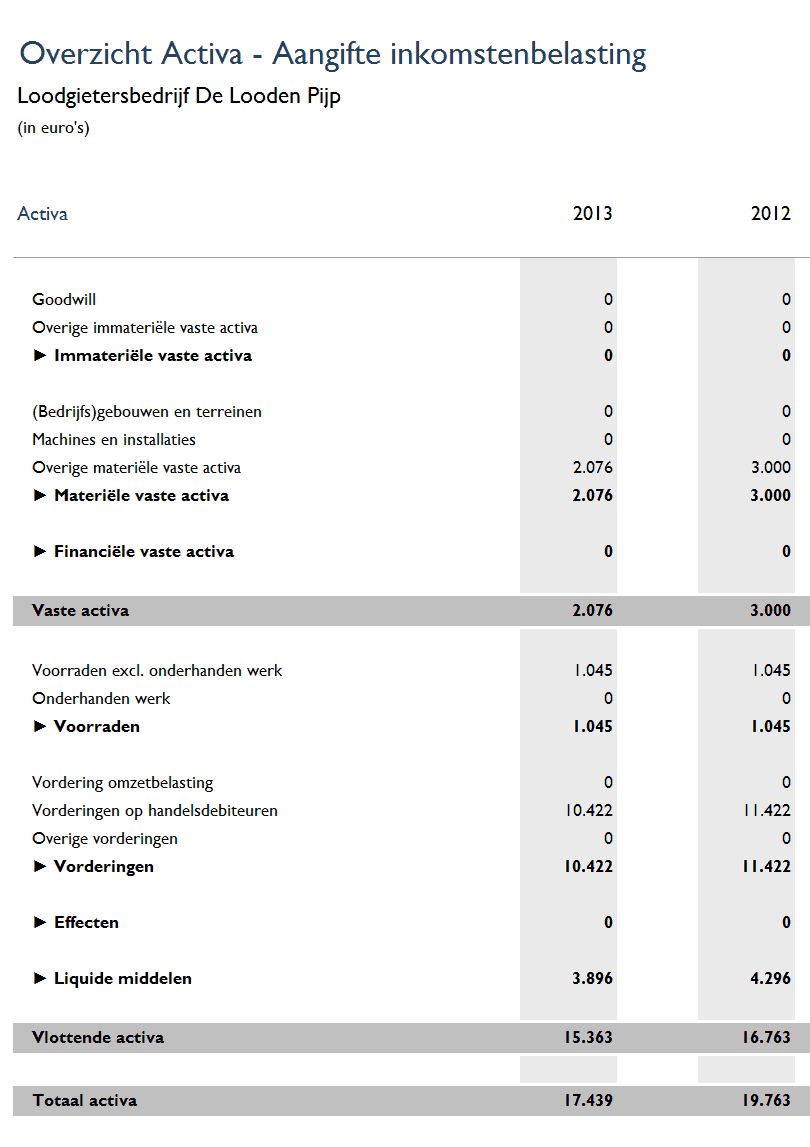 Overzicht Activa - Aangifte inkomstenbelasting
Loodgietersbedrijf De Looden Pijp
(in euro's)
Activa 2013 2012
Goodwill 0 0
Overige immateriële vaste activa 0 0
► Immateriële vaste activa 0 0
(Bedrijfs)gebouwen en terreinen 0 0
Machines en installaties 0 0
Overige materiële vaste activa 2.076 3.000
► Materiële vaste activa 2.076 3.000
► Financiële vaste activa 0 0
Vaste activa 2.076 3.000
Voorraden excl. onderhanden werk 1.045 1.045
Onderhanden werk 0 0
► Voorraden 1.045 1.045
Vordering omzetbelasting 0 0
Vorderingen op handelsdebiteuren 10.422 11.422
Overige vorderingen 0 0
► Vorderingen 10.422 11.422
► Effecten 0 0
► Liquide middelen 3.896 4.296
Vlottende activa 15.363 16.763
Totaal activa 17.439 19.763